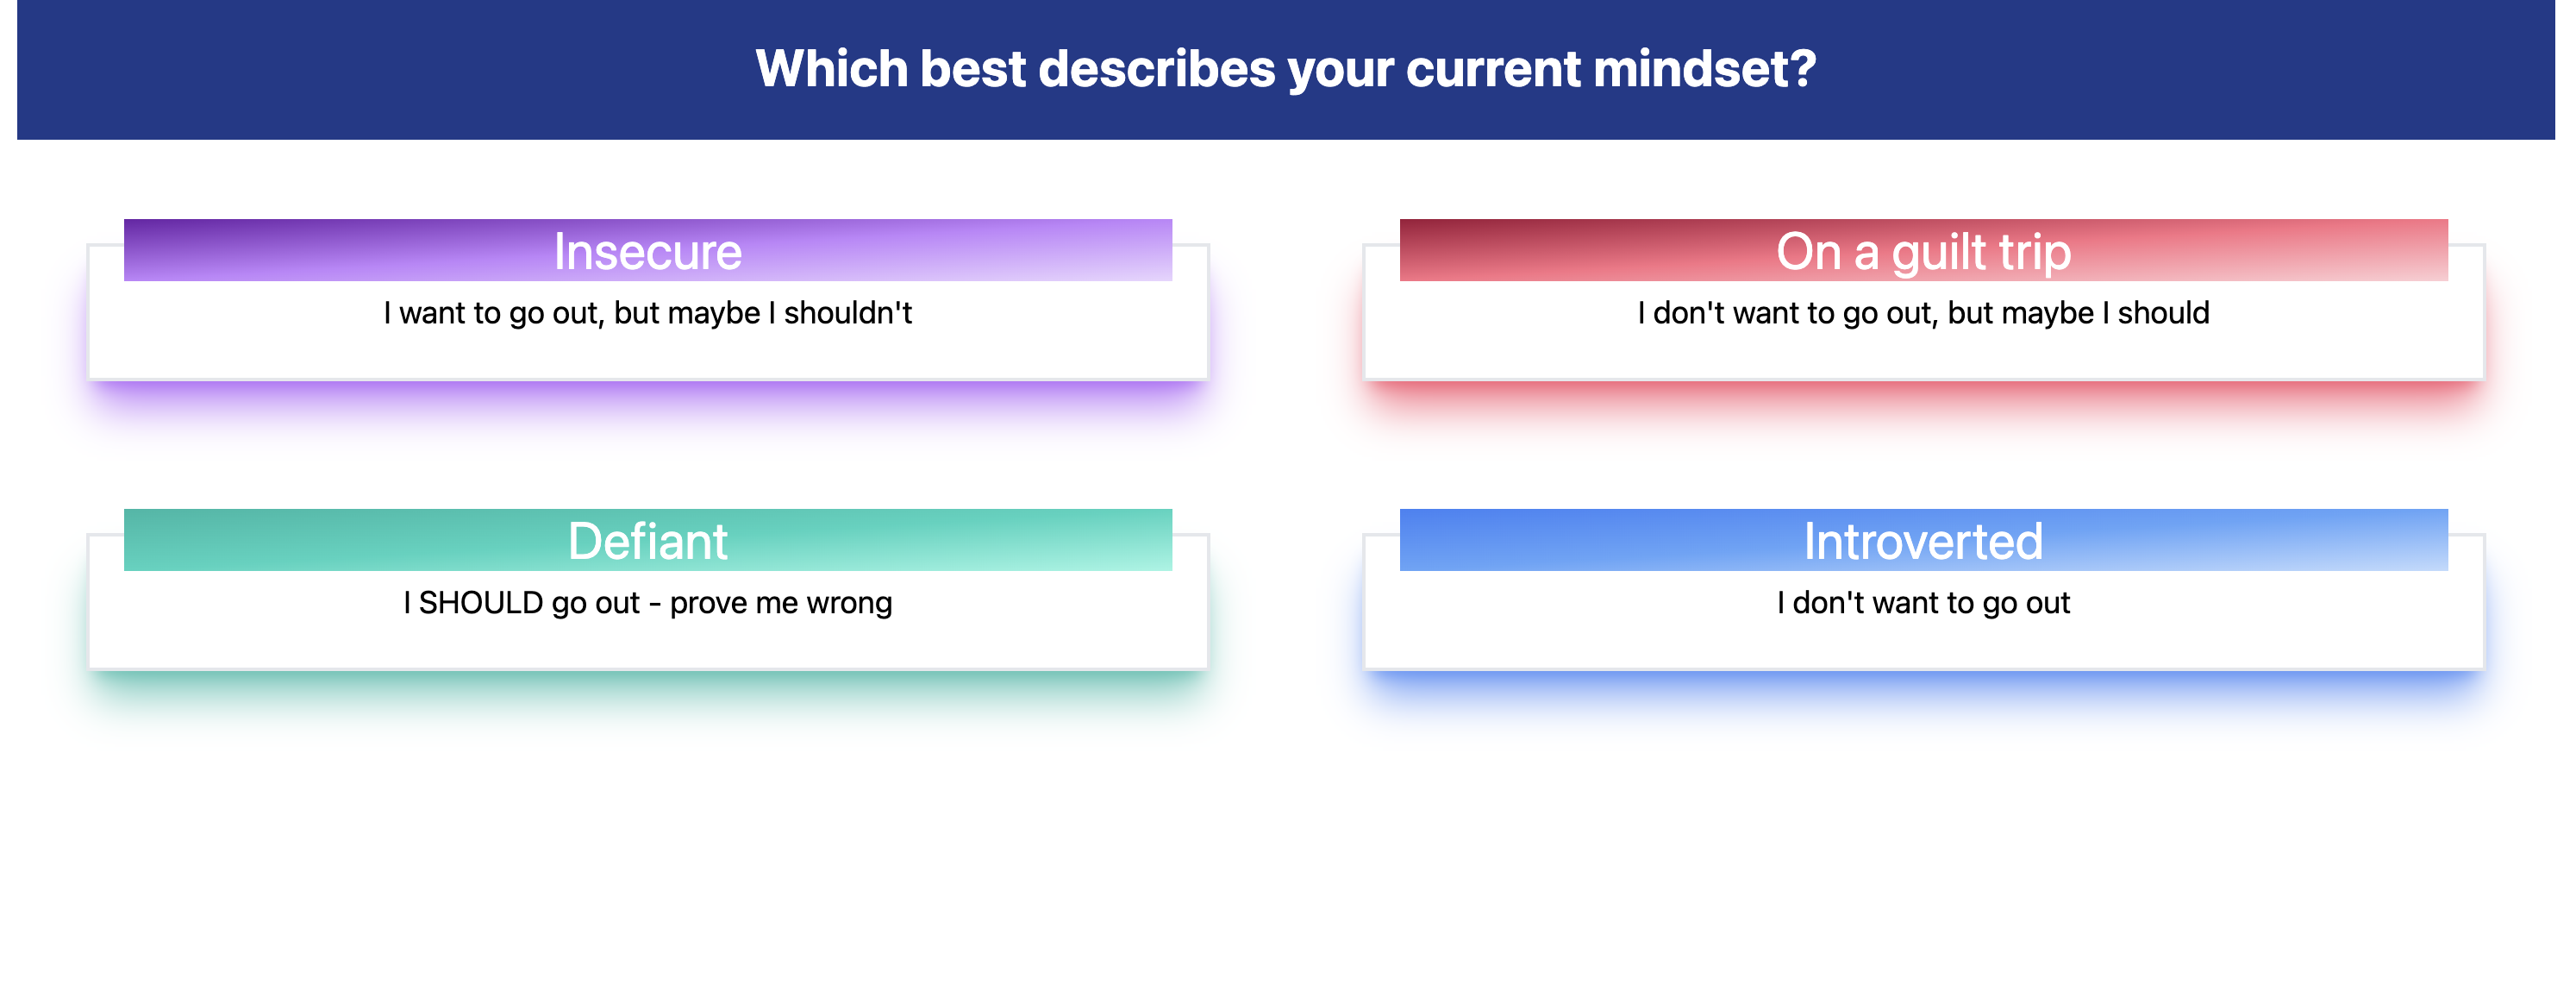 Which best describes your current mindset?
Insecure
I want to go out, but maybe I shouldn't
On a guilt trip
I don't want to go out, but maybe I should
Defiant
I SHOULD go out - prove me wrong
Introverted
I don't want to go out